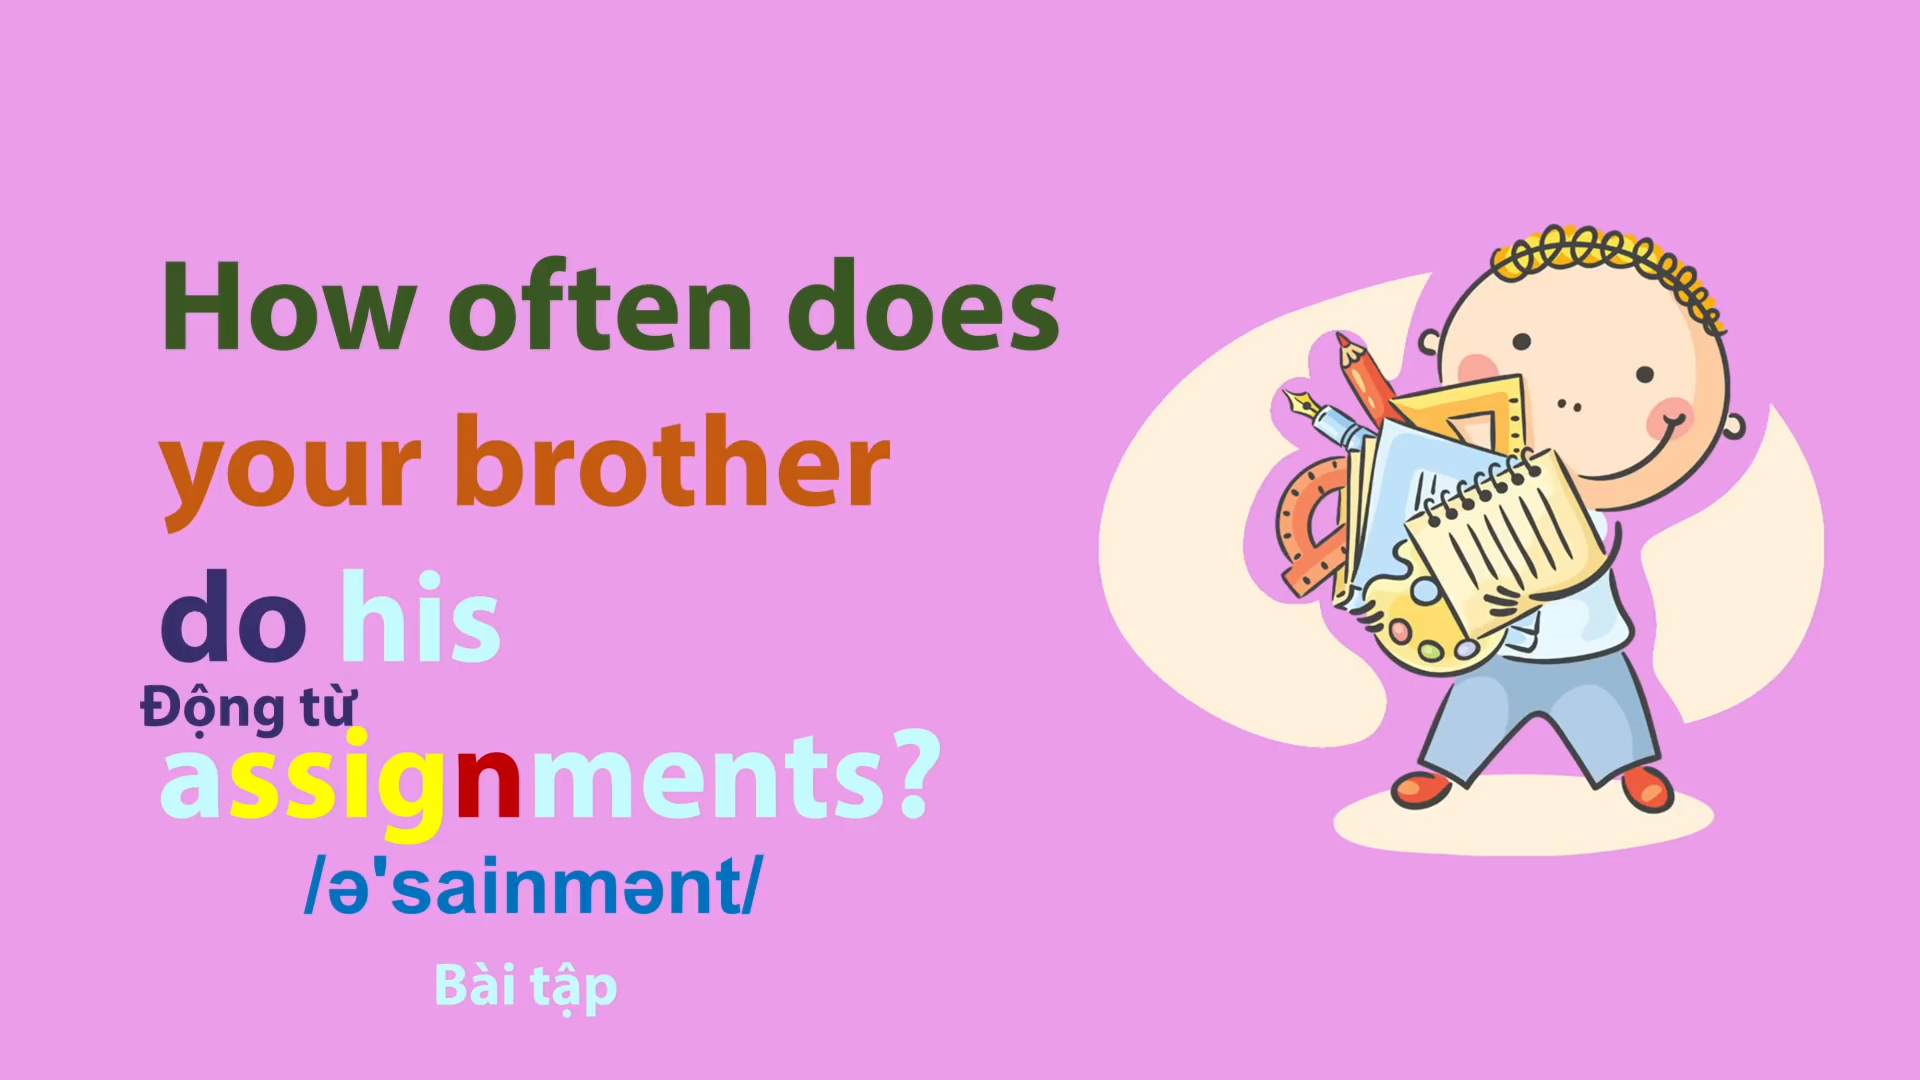 How often does
your brother
do his
Động từ
assignments?
/ə'sainmənt/
Bài tập